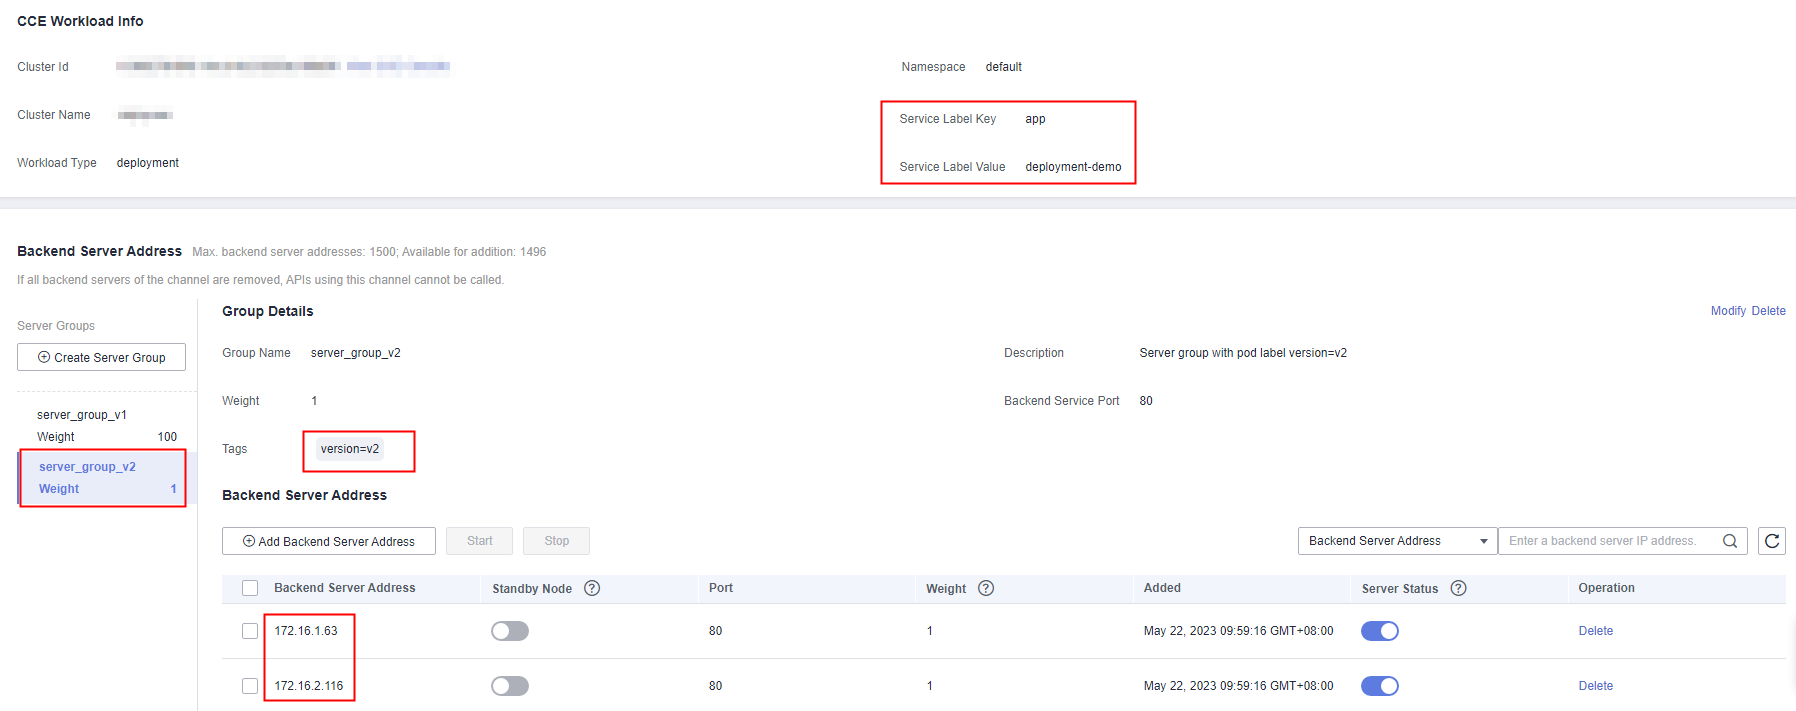 CCE Workload Info
Cluster Id
Namespace default
Cluster Name
Service Label Key app
Workload Type deployment
Service Label Value deployment-demo
Backend Server Address Max. backend server addresses: 1500; Available for addition: 1496
If all backend servers of the channel are removed, APIs using this channel cannot be called.
Server Groups
Create Server Group
server_group_v1
Weight 100
server_group_v2
Weight 1
Group Details
Modify Delete
Group Name server_group_v2
Description Server group with pod label version=v2
Weight 1
Backend Service Port 80
Tags version=v2
Backend Server Address
Add Backend Server Address Start Stop
Backend Server Address Enter a backend server IP address.
Backend Server Address Standby Node Port Weight Added Server Status Operation
172.16.1.63 80 1 May 22, 2023 09:59:16 GMT+08:00 Delete
172.16.2.116 80 1 May 22, 2023 09:59:16 GMT+08:00 Delete